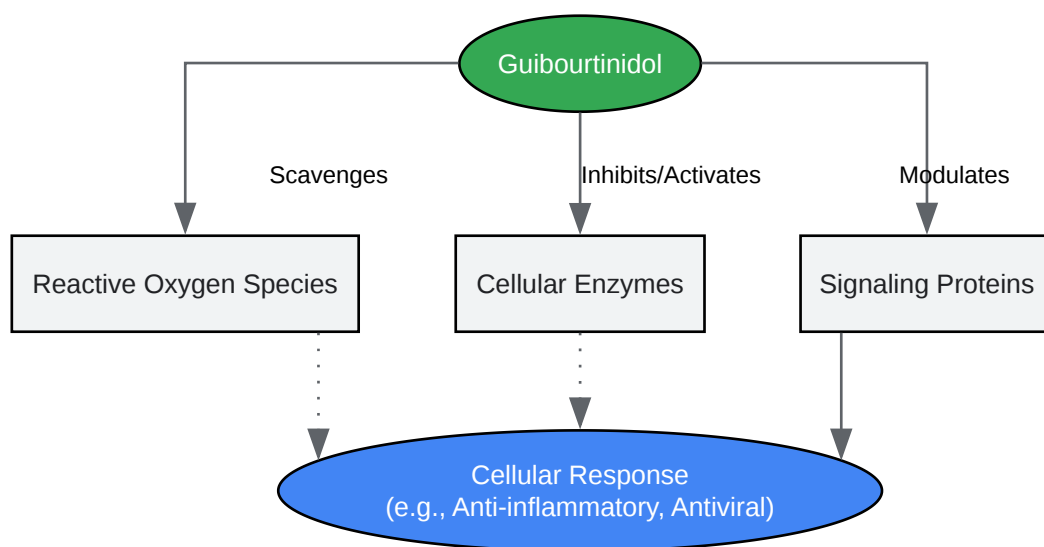 Guibourtinidol
Scavenges
Inhibits/Activates
Modulates
Reactive Oxygen Species
Cellular Enzymes
Signaling Proteins
Cellular Response
(e.g., Anti-inflammatory, Antiviral)